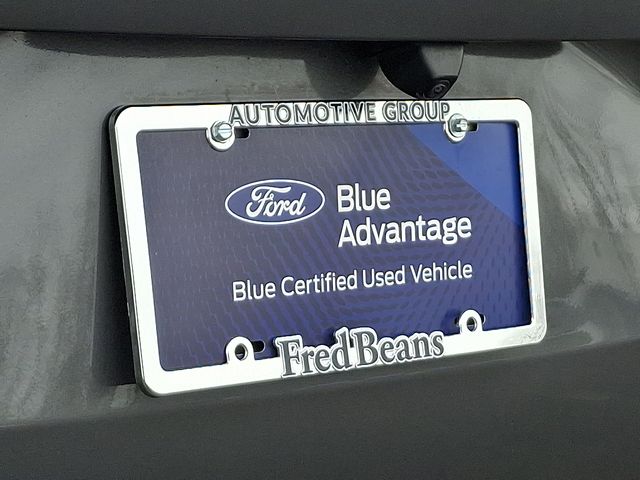 AUTOMOTIVE GROUP
Ford
Blue
Advantage
Blue Certified Used Vehicle
FredBeans